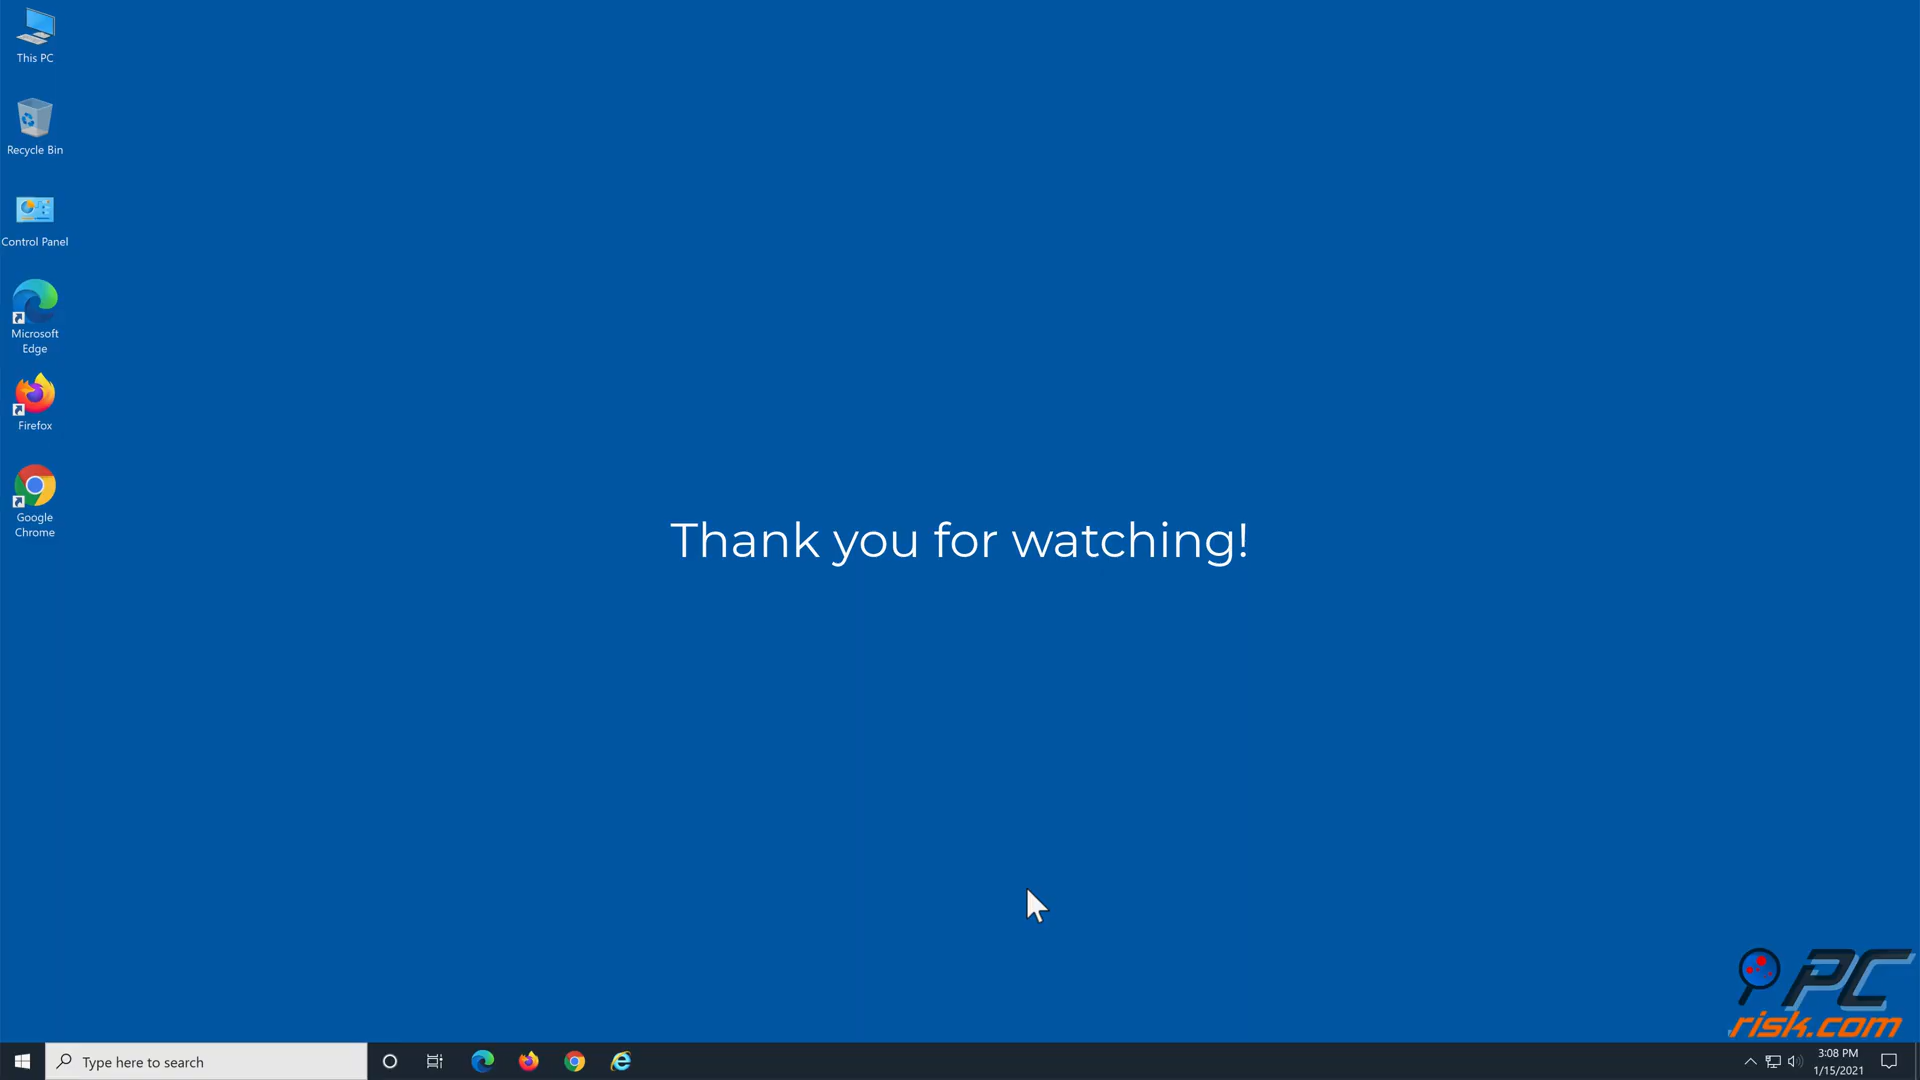 This PC
Recycle Bin
Control Panel
Microsoft
Edge
Firefox
Google
Chrome
Thank you for watching!
PC
risk.com
Type here to search
3:08 PM
1/15/2021